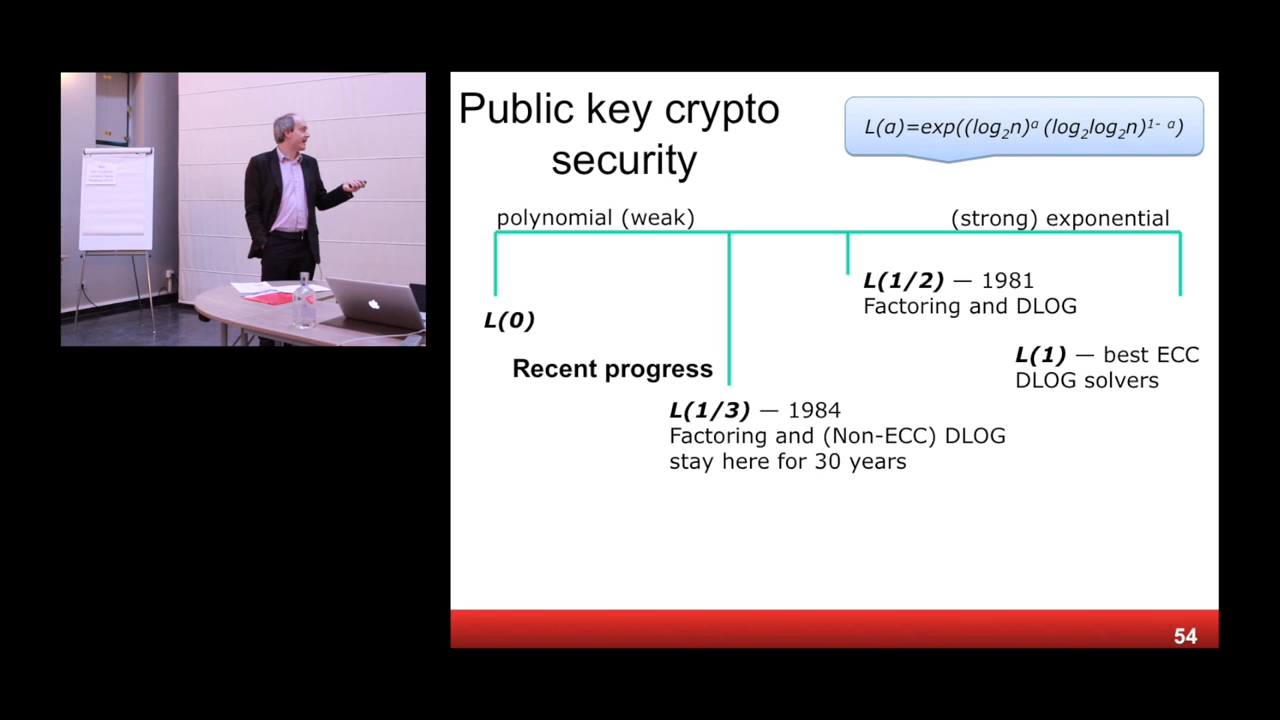 Public key crypto
security
L(a)=exp((log₂n)ᵃ (log₂log₂n)¹⁻ ᵃ)
polynomial (weak)
(strong) exponential
L(1/2) — 1981
Factoring and DLOG
L(0)
L(1) — best ECC
DLOG solvers
Recent progress
L(1/3) — 1984
Factoring and (Non-ECC) DLOG
stay here for 30 years
54